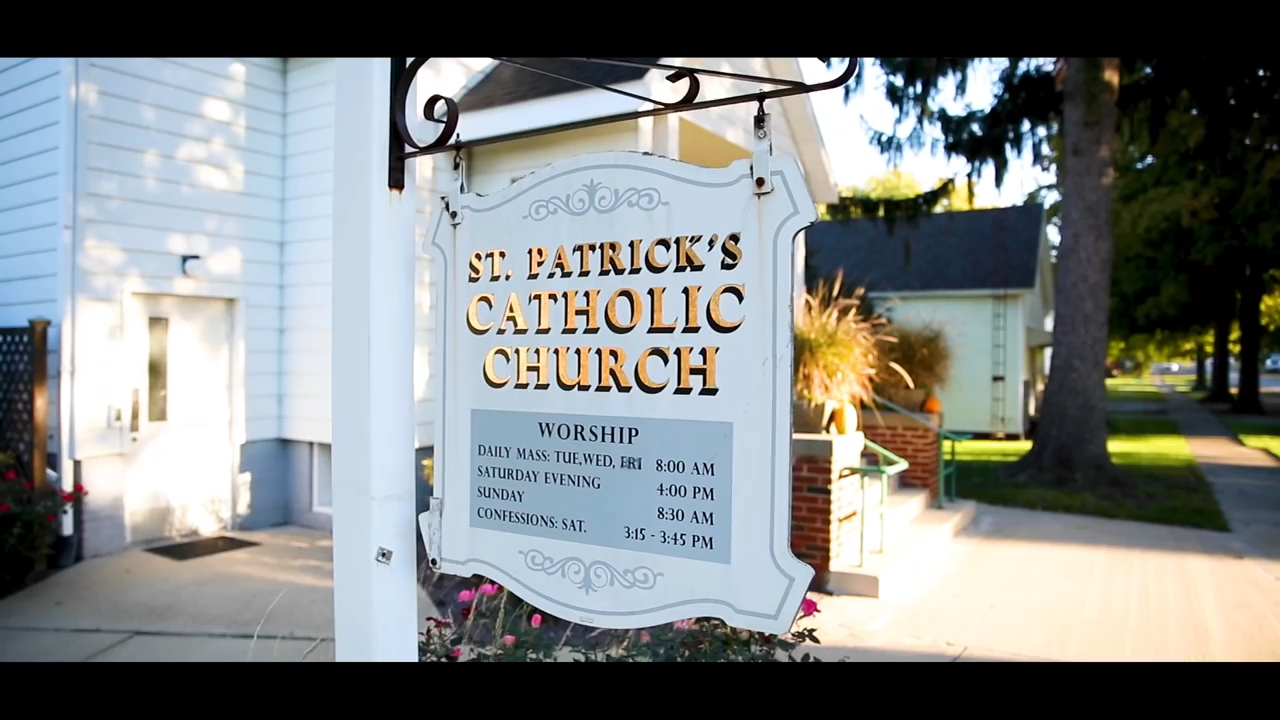 ST. PATRICK'S
CATHOLIC
CHURCH
WORSHIP
DAILY MASS: TUE,WED, FRI 8:00 AM
SATURDAY EVENING 4:00 PM
SUNDAY 8:30 AM
CONFESSIONS: SAT. 3:15 - 3:45 PM